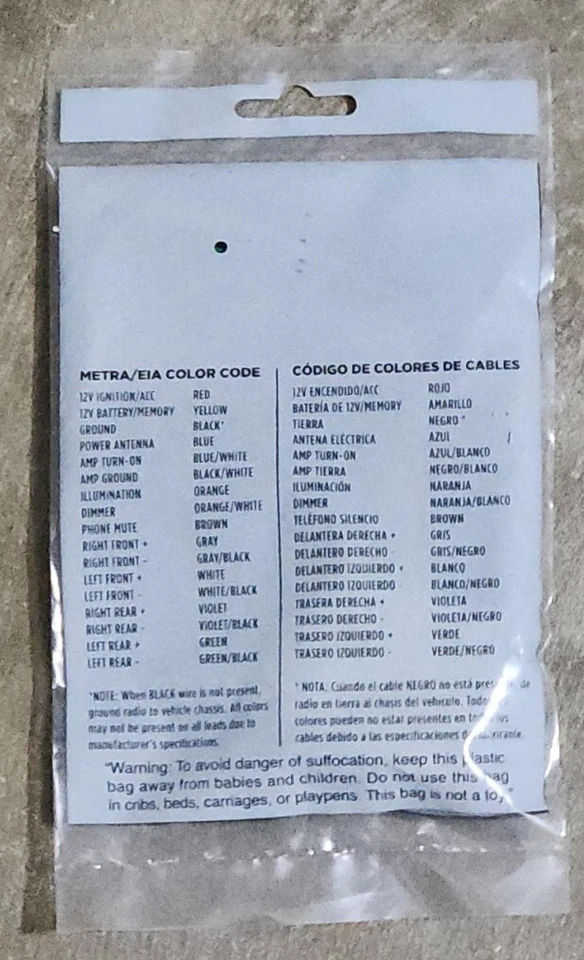 METRA/EIA COLOR CODE
12V IGNITION/ACC RED
12V BATTERY/MEMORY YELLOW
GROUND BLACK*
POWER ANTENNA BLUE
AMP TURN-ON BLUE/WHITE
AMP GROUND BLACK/WHITE
ILLUMINATION ORANGE
DIMMER ORANGE/WHITE
PHONE MUTE BROWN
RIGHT FRONT + GRAY
RIGHT FRONT - GRAY/BLACK
LEFT FRONT + WHITE
LEFT FRONT - WHITE/BLACK
RIGHT REAR + VIOLET
RIGHT REAR - VIOLET/BLACK
LEFT REAR + GREEN
LEFT REAR - GREEN/BLACK
*NOTE: When BLACK wire is not present,
ground radio to vehicle chassis. All colors
may not be present on all leads due to
manufacturer's specifications.
CÓDIGO DE COLORES DE CABLES
12V ENCENDIDO/ACC ROJO
BATERÍA DE 12V/MEMORY AMARILLO
TIERRA NEGRO *
ANTENA ELÉCTRICA AZUL
AMP TURN-ON AZUL/BLANCO
AMP TIERRA NEGRO/BLANCO
ILUMINACIÓN NARANJA
DIMMER NARANJA/BLANCO
TELÉFONO SILENCIO BROWN
DELANTERA DERECHA + GRIS
DELANTERO DERECHO - GRIS/NEGRO
DELANTERO IZQUIERDO + BLANCO
DELANTERO IZQUIERDO BLANCO/NEGRO
TRASERA DERECHA + VIOLETA
TRASERO DERECHO - VIOLETA/NEGRO
TRASERO IZQUIERDO + VERDE
TRASERO IZQUIERDO - VERDE/NEGRO
* NOTA: Cuando el cable NEGRO no está de
radio en tierra al chasis del vehículo.
colores pueden no estar presentes en
cables debido a las especificaciones
"Warning: To avoid danger of suffocation, keep this plastic
bag away from babies and children. Do not use this bag
in cribs, beds, carriages, or playpens. This bag is not a toy."